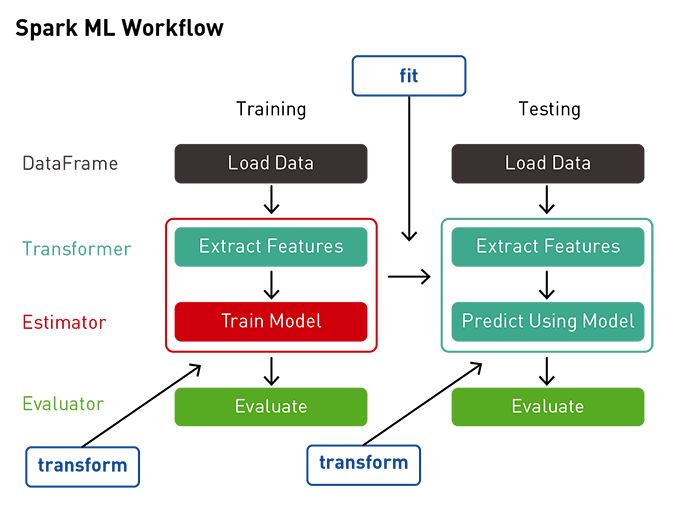 Spark ML Workflow
fit
Training
Testing
DataFrame
Load Data
Load Data
Transformer
Extract Features
Extract Features
Estimator
Train Model
Predict Using Model
Evaluator
Evaluate
Evaluate
transform
transform